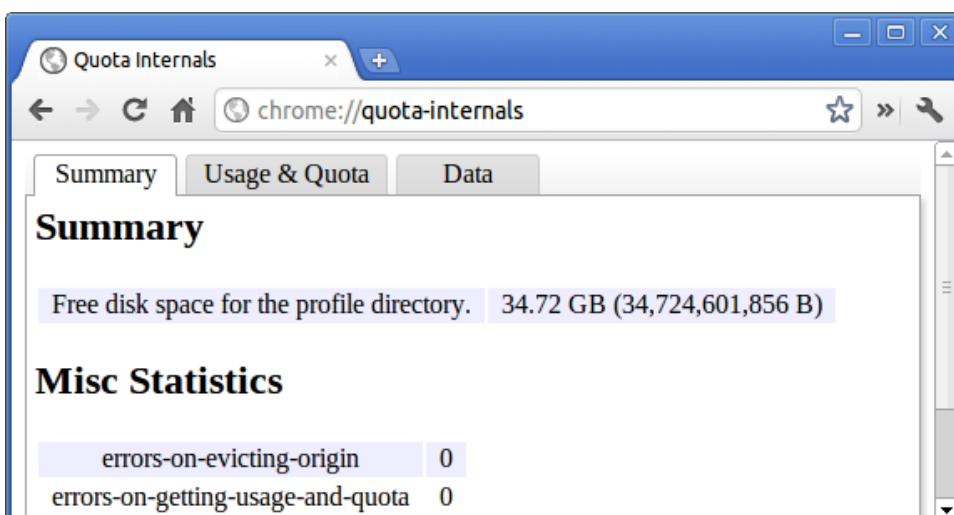 Quota Internals
chrome://quota-internals
Summary Usage & Quota Data
Summary
Free disk space for the profile directory. 34.72 GB (34,724,601,856 B)
Misc Statistics
errors-on-evicting-origin 0
errors-on-getting-usage-and-quota 0